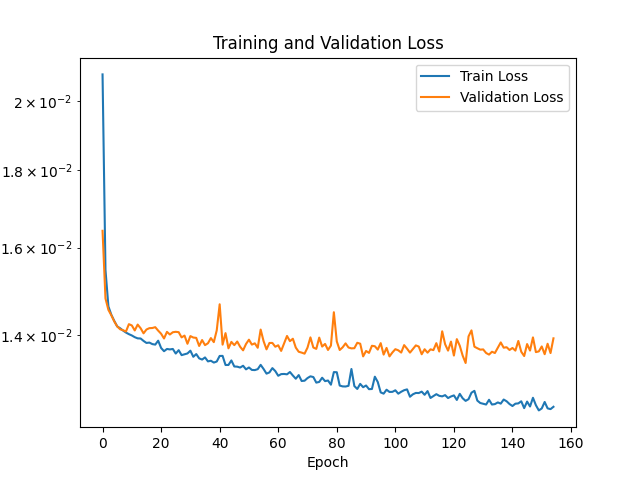 Training and Validation Loss
Train Loss
Validation Loss
2 × 10⁻²
1.8 × 10⁻²
1.6 × 10⁻²
1.4 × 10⁻²
0 20 40 60 80 100 120 140 160
Epoch